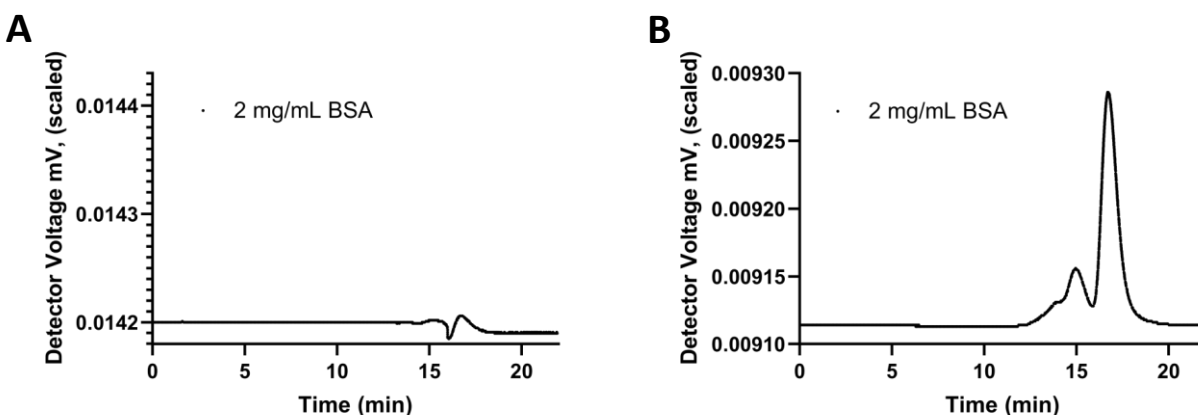 A
Detector Voltage mV, (scaled)
0.0144
0.0143
0.0142
2 mg/mL BSA
0 5 10 15 20
Time (min)
B
Detector Voltage mV, (scaled)
0.00930
0.00925
0.00920
0.00915
0.00910
2 mg/mL BSA
0 5 10 15 20
Time (min)